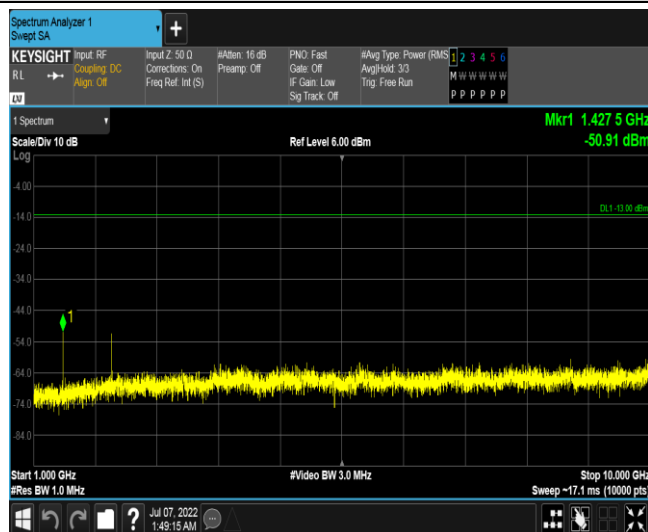 Spectrum Analyzer 1
Swept SA
+
KEYSIGHT
RL
LXI
Input: RF
Coupling: DC
Align: Off
Input Z: 50 Ω
Corrections: On
Freq Ref: Int (S)
#Atten: 16 dB
Preamp: Off
PNO: Fast
Gate: Off
IF Gain: Low
Sig Track: Off
#Avg Type: Power (RMS
Avg|Hold: 3/3
Trig: Free Run
1 2 3 4 5 6
M W W W W W
P P P P P P
1 Spectrum
Mkr1 1.427 5 GHz
-50.91 dBm
Scale/Div 10 dB
Ref Level 6.00 dBm
Log
-4.00
DL1 -13.00 dBm
-14.0
-24.0
-34.0
-44.0
1
-54.0
-64.0
-74.0
-84.0
Start 1.000 GHz
#Video BW 3.0 MHz
Stop 10.000 GHz
#Res BW 1.0 MHz
Sweep ~17.1 ms (10000 pts)
?
Jul 07, 2022
1:49:15 AM